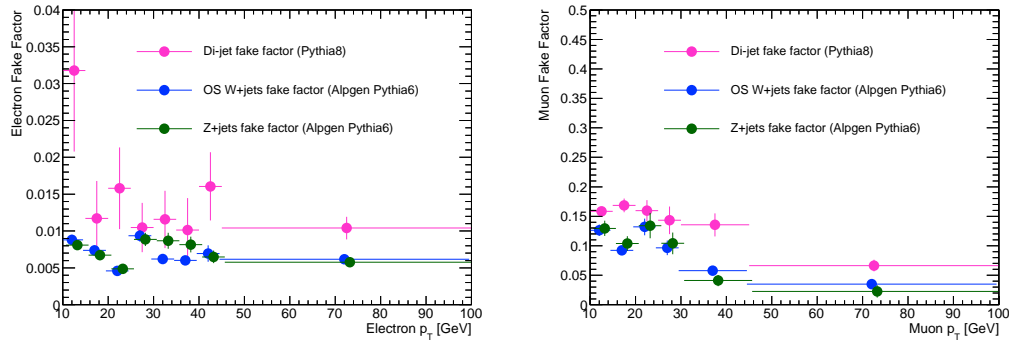 Electron Fake Factor
0.04
0.035
0.03
0.025
0.02
0.015
0.01
0.005
0
Di-jet fake factor (Pythia8)
OS W+jets fake factor (Alpgen Pythia6)
Z+jets fake factor (Alpgen Pythia6)
10 20 30 40 50 60 70 80 90 100
Electron p_T [GeV]
Muon Fake Factor
0.5
0.45
0.4
0.35
0.3
0.25
0.2
0.15
0.1
0.05
0
Di-jet fake factor (Pythia8)
OS W+jets fake factor (Alpgen Pythia6)
Z+jets fake factor (Alpgen Pythia6)
10 20 30 40 50 60 70 80 90 100
Muon p_T [GeV]